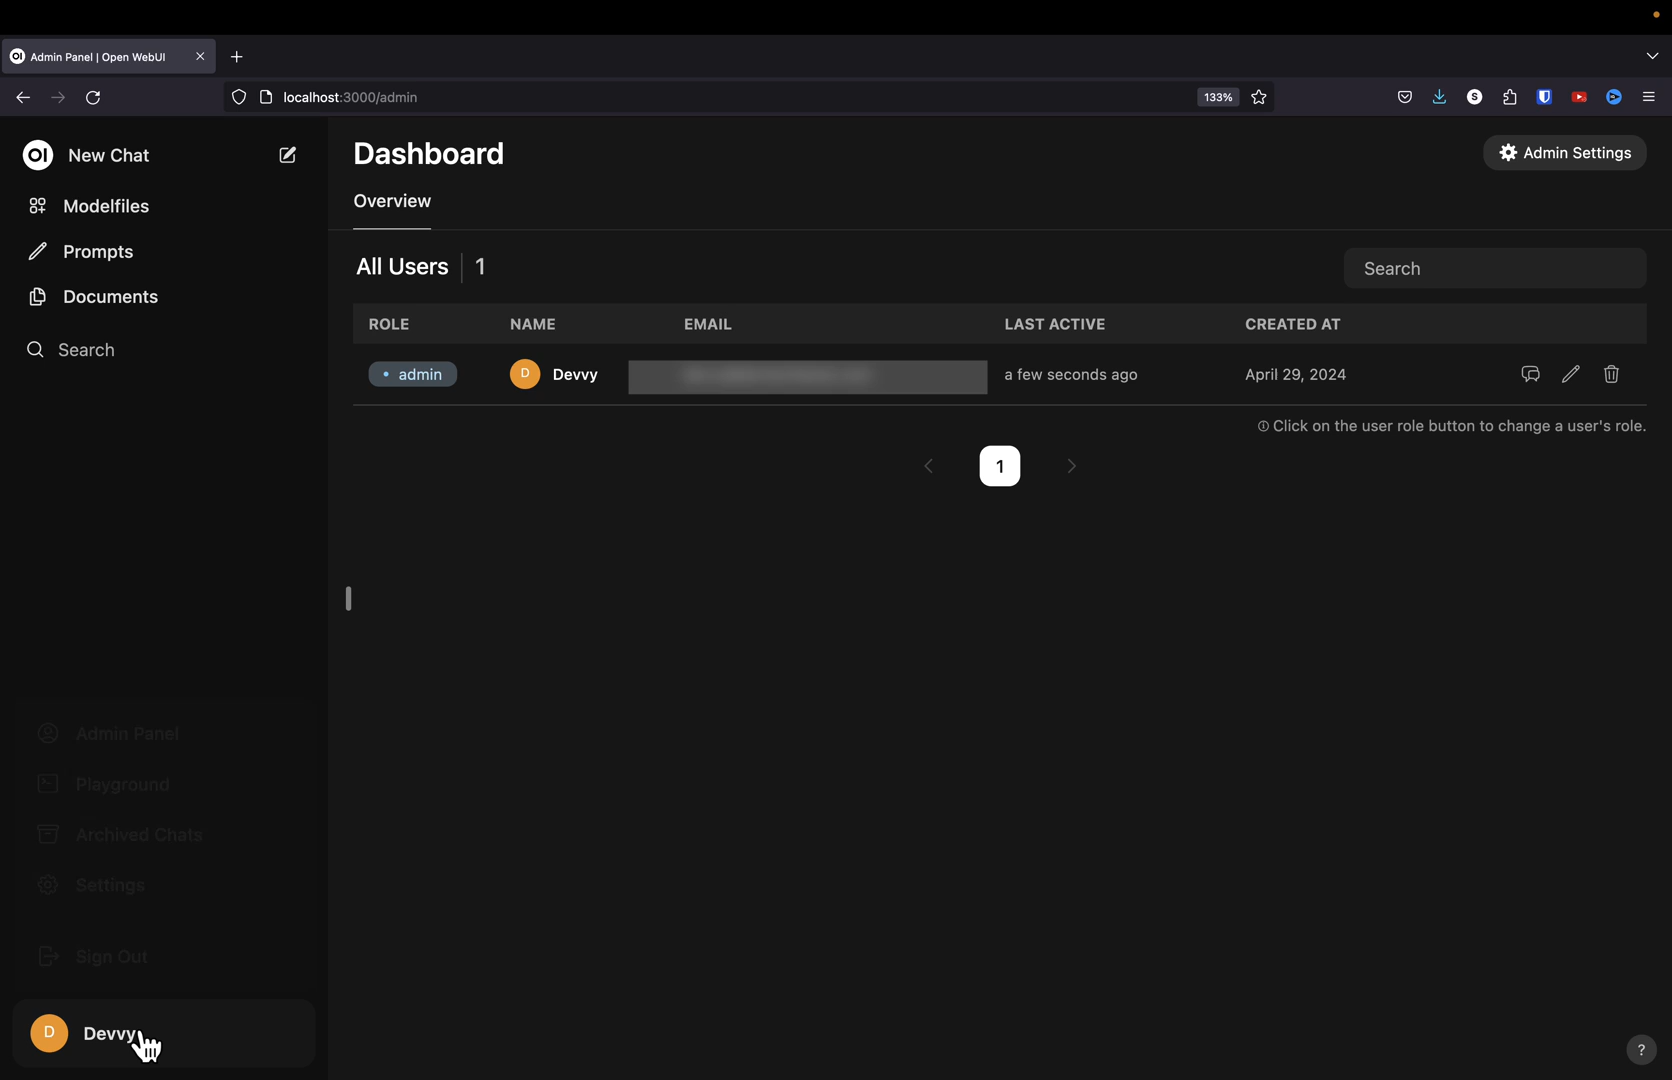 OI Admin Panel | Open WebUI
localhost:3000/admin
133%
S
OI New Chat
Modelfiles
Prompts
Documents
Search
Admin Panel
Playground
Archived Chats
Settings
Sign Out
D Devvy
Dashboard
Admin Settings
Overview
All Users 1
Search
ROLE NAME EMAIL LAST ACTIVE CREATED AT
• admin D Devvy a few seconds ago April 29, 2024
Click on the user role button to change a user's role.
1
?